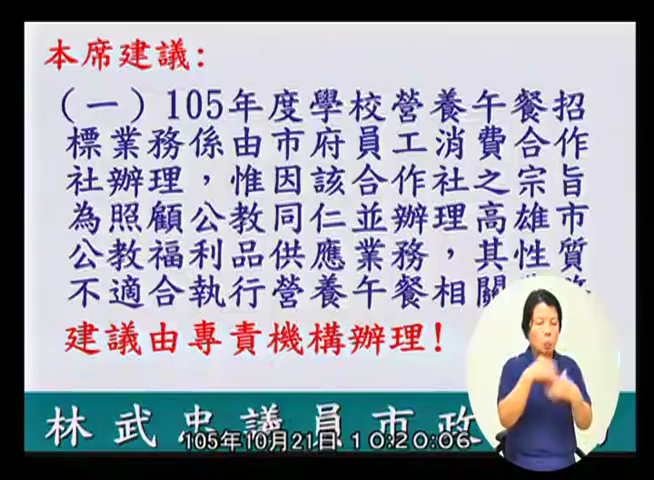 本席建議:
（一）105年度學校營養午餐招
標業務係由市府員工消費合作
社辦理，惟因該合作社之宗旨
為照顧公教同仁並辦理高雄市
公教福利品供應業務，其性質
不適合執行營養午餐相關
建議由專責機構辦理!
林武忠議員市政
105年10月21日 10:20:06